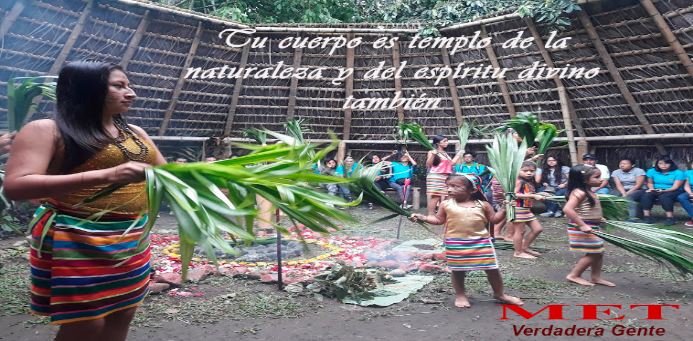 Tu cuerpo es templo de la
naturaleza y del espíritu divino
también
MET
Verdadera Gente